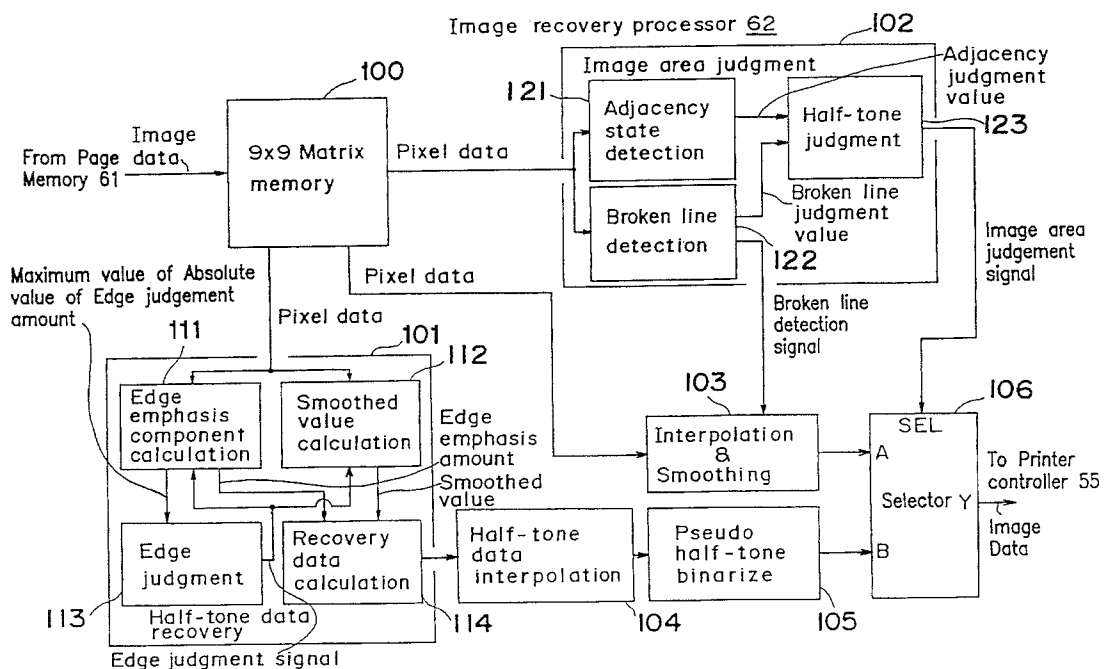 Image recovery processor 62
102
Image area judgment
Adjacency
judgment
value
100
121
Adjacency
state
detection
Half-tone
judgment
123
Image
data
From Page
Memory 61
9x9 Matrix
memory
Pixel data
Broken line
judgment
value
Broken line
detection
122
Image area
judgement
signal
Maximum value of Absolute
value of Edge judgement
amount
Pixel data
Pixel data
Broken line
detection
signal
111
101
112
Edge
emphasis
component
calculation
Smoothed
value
calculation
Edge
emphasis
amount
Smoothed
value
103
Interpolation
&
Smoothing
106
SEL
A
Selector Y
B
To Printer
controller 55
Image
Data
Edge
judgment
Recovery
data
calculation
Half-tone
data
interpolation
Pseudo
half-tone
binarize
113
Half-tone data
recovery
114
104
105
Edge judgment signal